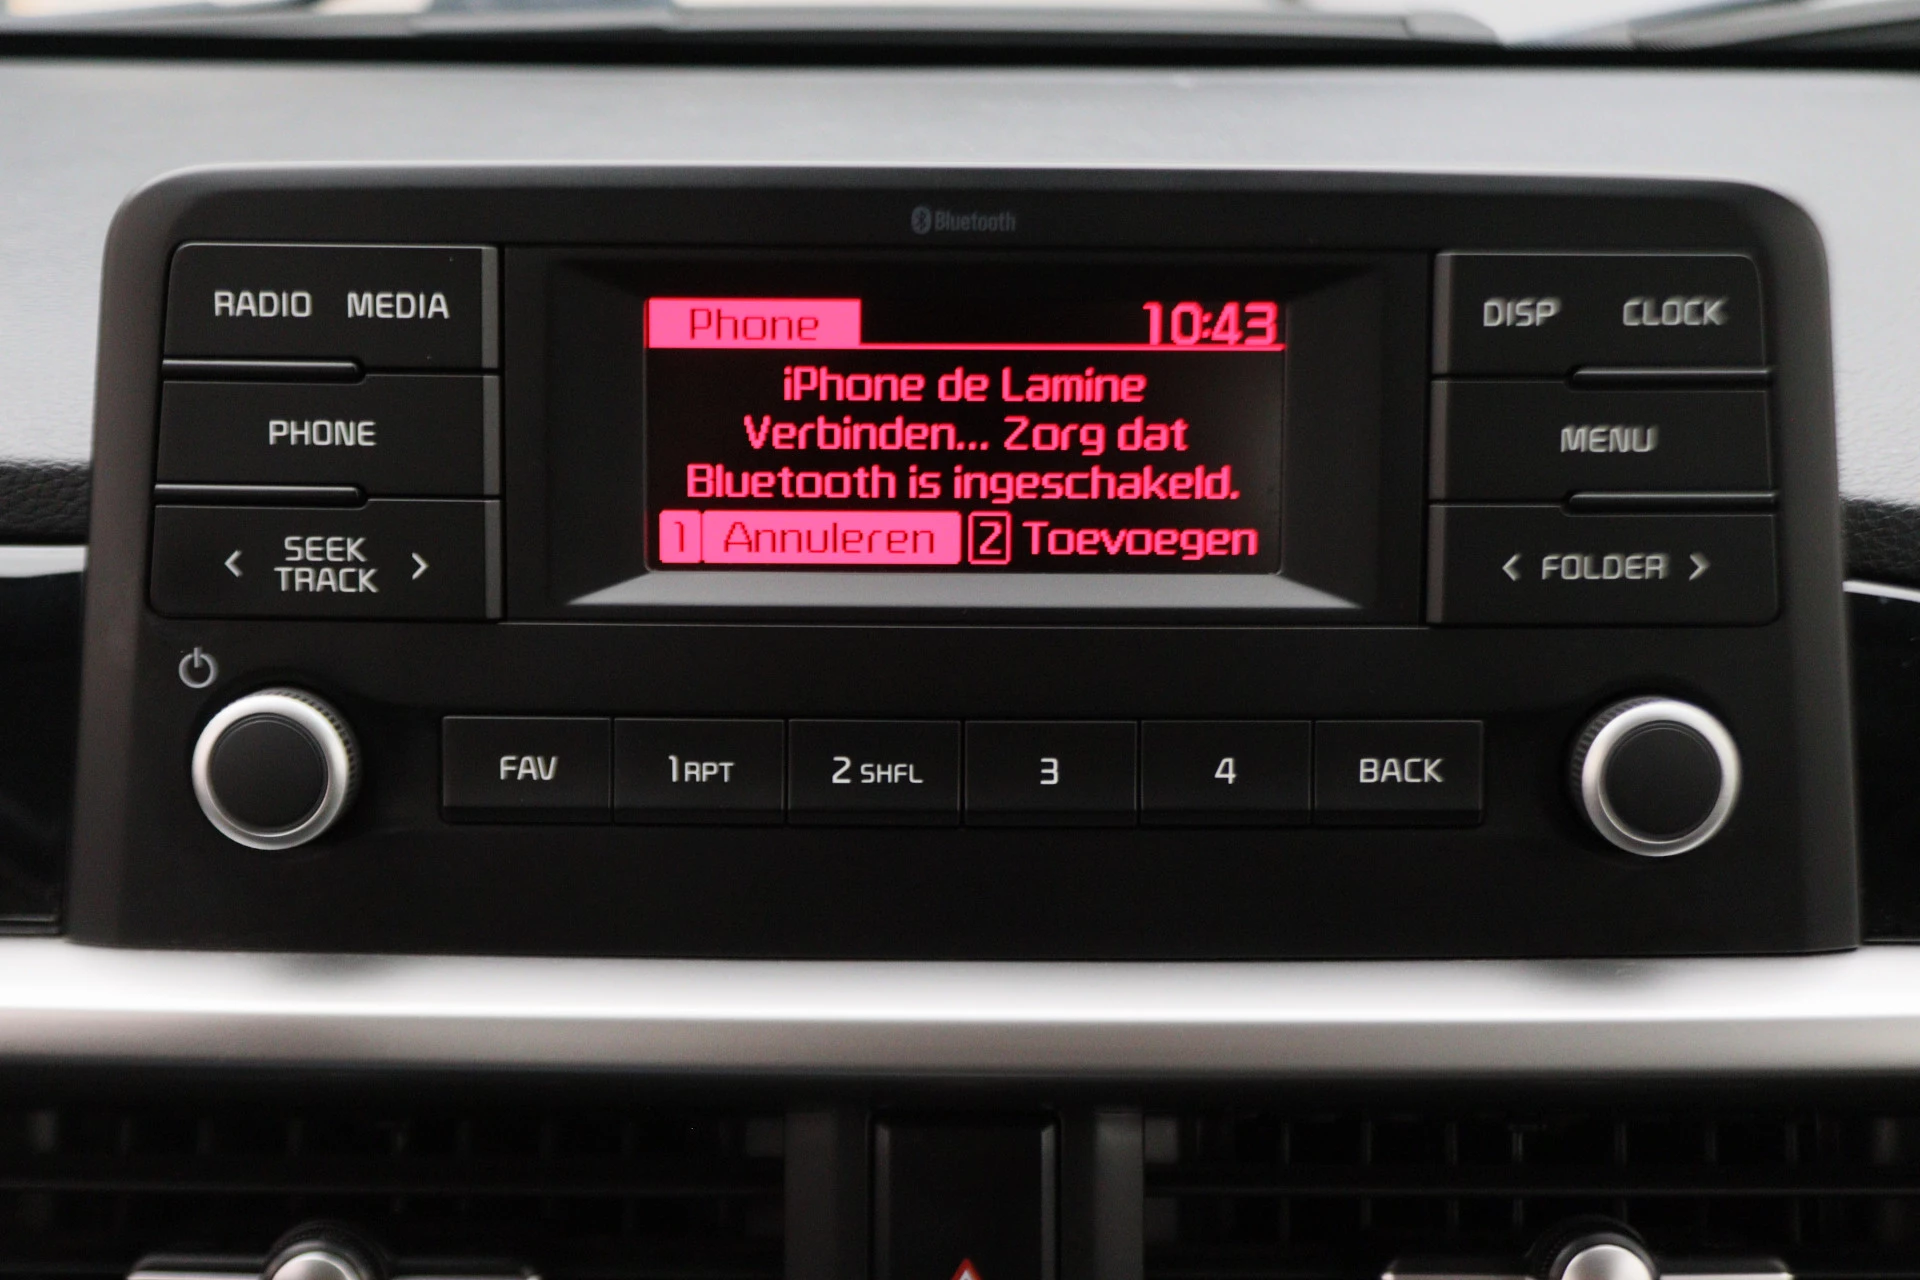 Bluetooth
RADIO MEDIA
PHONE
< SEEK TRACK >
Phone 10:43
iPhone de Lamine
Verbinden... Zorg dat
Bluetooth is ingeschakeld.
1 Annuleren 2 Toevoegen
DISP CLOCK
MENU
< FOLDER >
FAV 1 RPT 2 SHFL 3 4 BACK